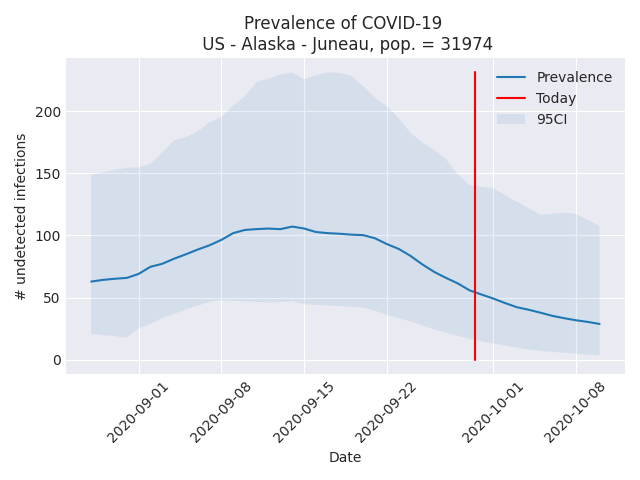 Prevalence of COVID-19
US - Alaska - Juneau, pop. = 31974
Prevalence
Today
95CI
# undetected infections
200
150
100
50
0
2020-09-01
2020-09-08
2020-09-15
2020-09-22
2020-10-01
2020-10-08
Date